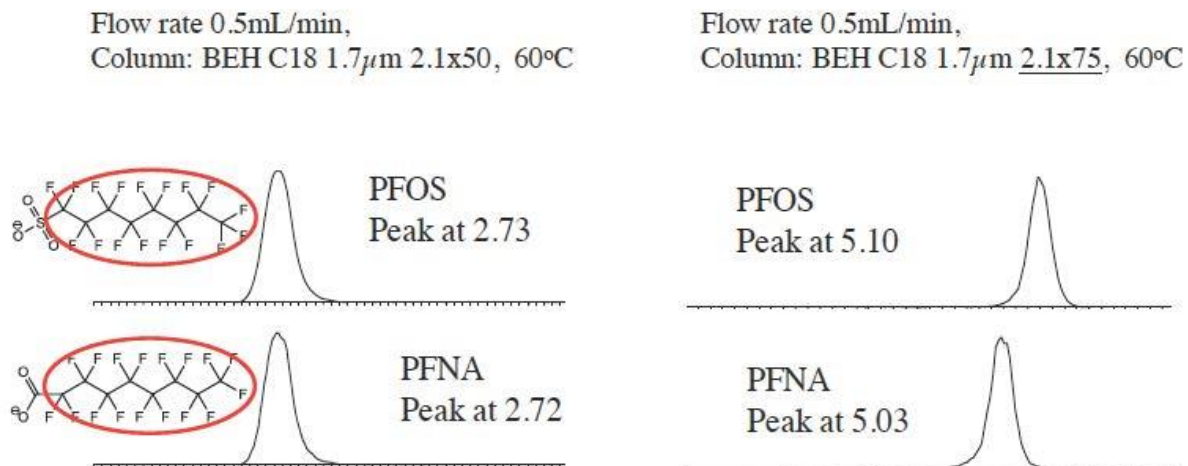 Flow rate 0.5mL/min,
Column: BEH C18 1.7μm 2.1x50, 60ºC
Flow rate 0.5mL/min,
Column: BEH C18 1.7μm 2.1x75, 60ºC
F F F F F F F F
O
S
⊖O
O
F
F
F F F F F F F
PFOS
Peak at 2.73
PFOS
Peak at 5.10
F F F F F F F F
O
F
⊖O
F F F F F F F F
PFNA
Peak at 2.72
PFNA
Peak at 5.03